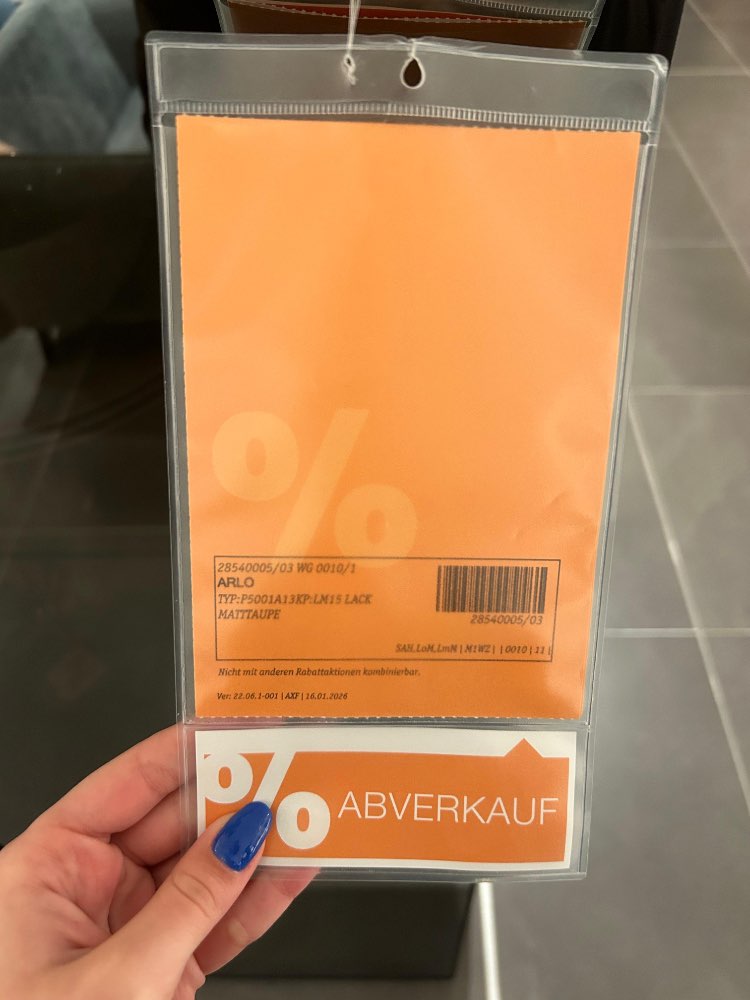 %
28540005/03 WG 0010/1
ARLO
TYP:P5001A13KP:LM15 LACK
MATTTAUPE
28540005/03
SAH,LoM,LmM | M1WZ | | 0010 | 11 |
Nicht mit anderen Rabattaktionen kombinierbar.
Ver: 22.06.1-001 | AXF | 16.01.2026
% ABVERKAUF